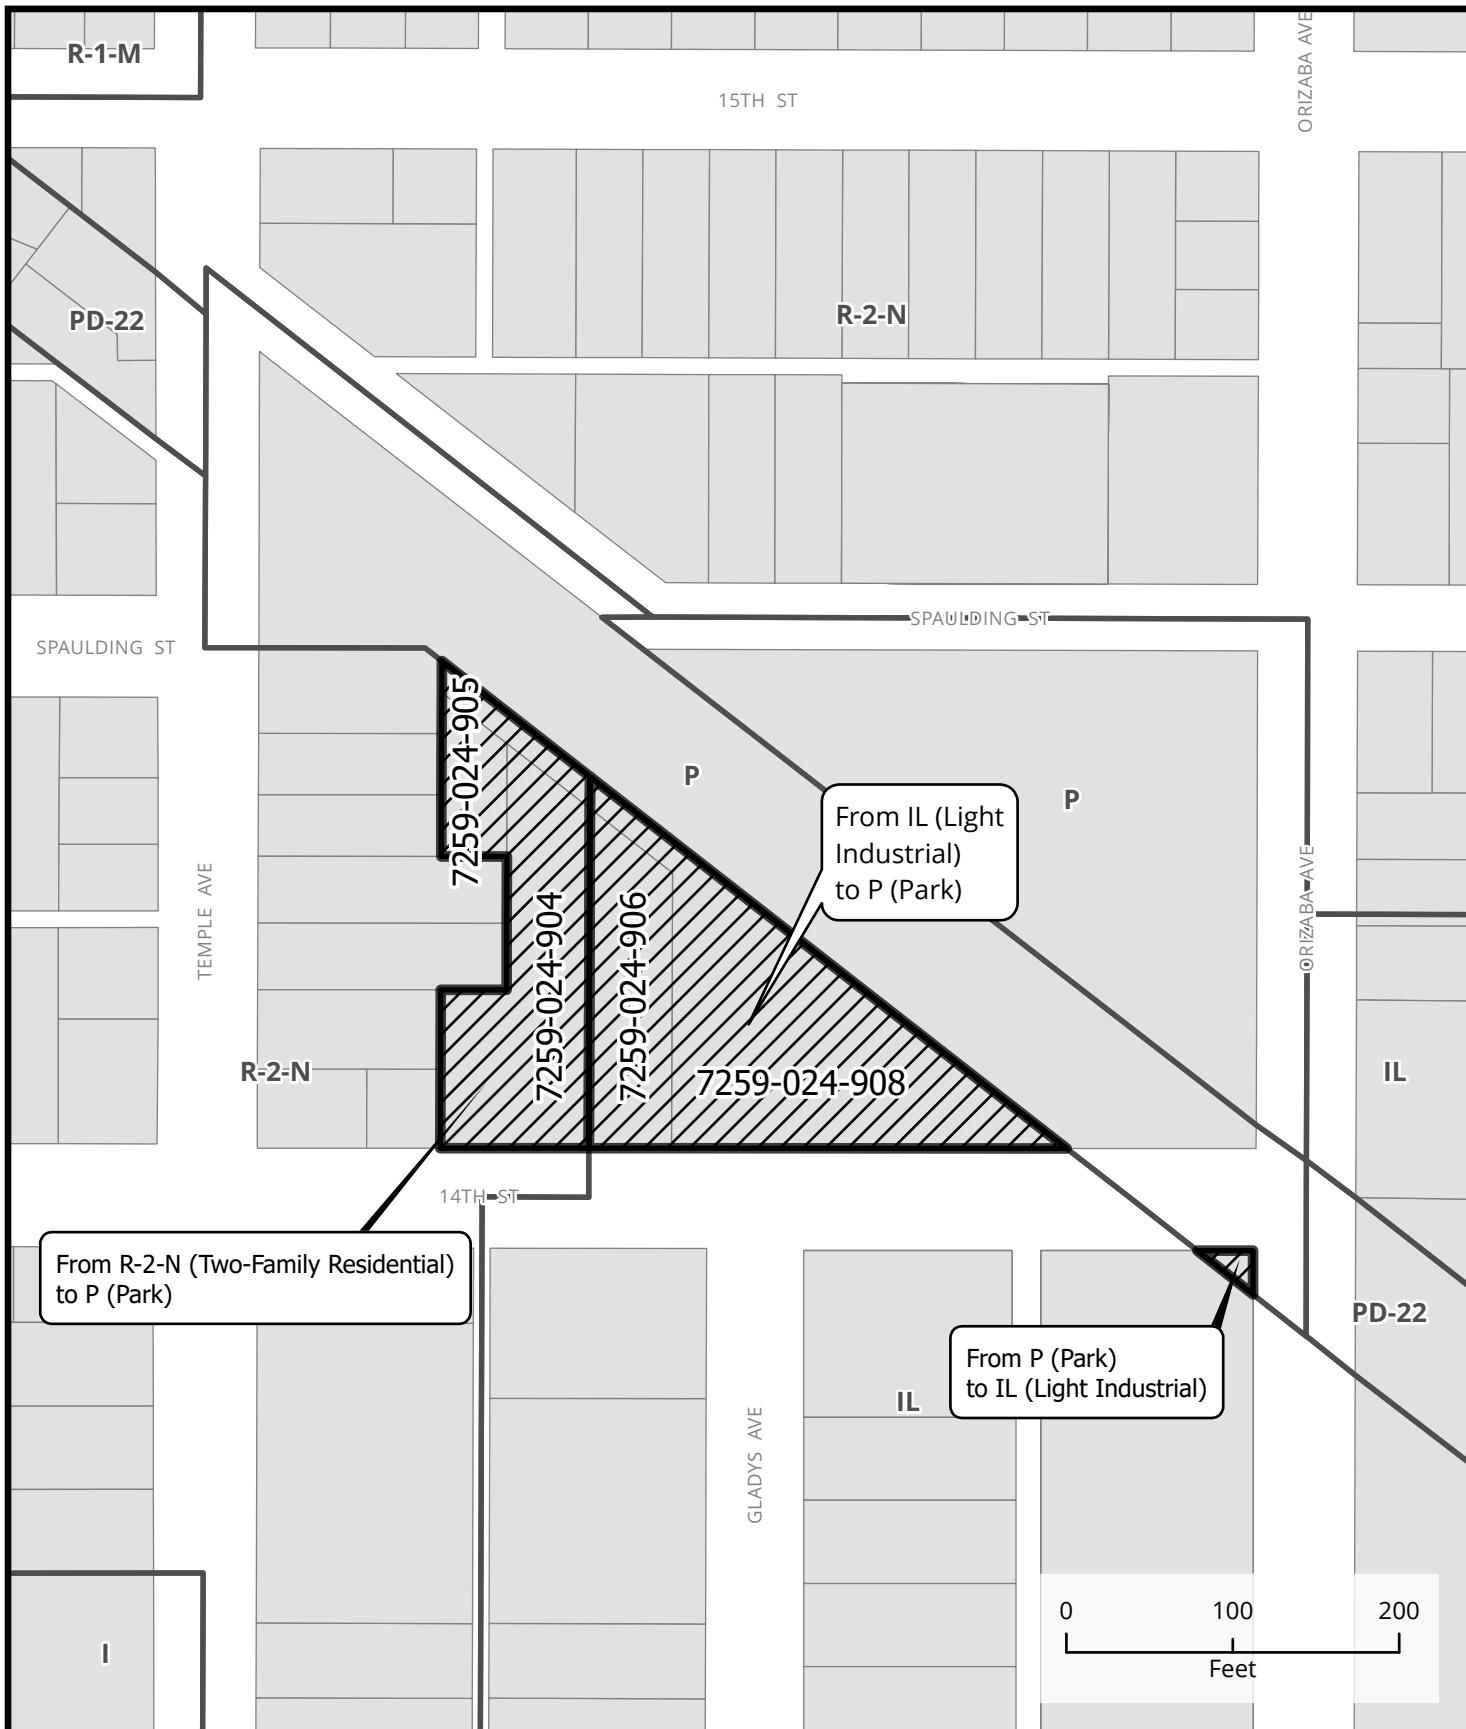 R-1-M
ORIZABA AVE
15TH ST
PD-22
R-2-N
SPAULDING ST
SPAULDING ST
7259-024-905
P
P
From IL (Light
Industrial)
to P (Park)
TEMPLE AVE
ORIZABA AVE
7259-024-904
7259-024-906
R-2-N
7259-024-908
IL
14TH ST
From R-2-N (Two-Family Residential)
to P (Park)
PD-22
From P (Park)
to IL (Light Industrial)
IL
GLADYS AVE
0 100 200
Feet
I